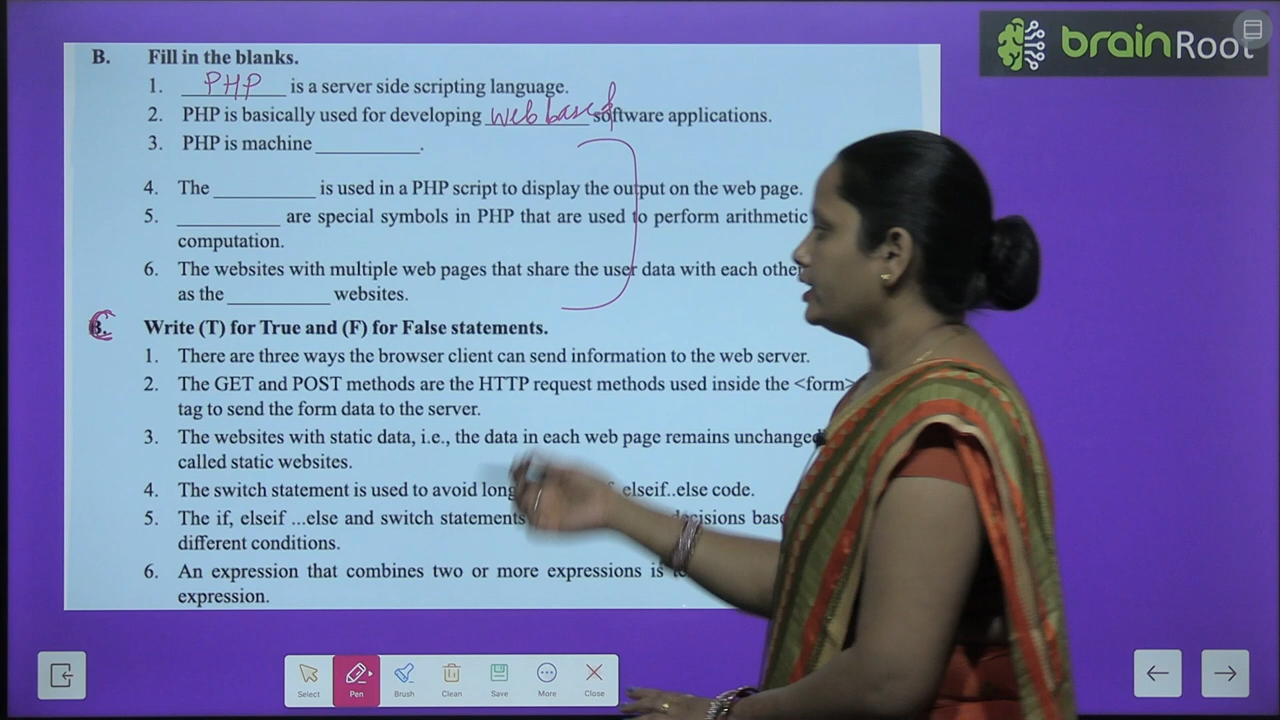 brainRoot
B. Fill in the blanks.
1. PHP is a server side scripting language.
2. PHP is basically used for developing web based software applications.
3. PHP is machine __________.
4. The __________ is used in a PHP script to display the output on the web page.
5. __________ are special symbols in PHP that are used to perform arithmetic
computation.
6. The websites with multiple web pages that share the user data with each other
as the __________ websites.
C. Write (T) for True and (F) for False statements.
1. There are three ways the browser client can send information to the web server.
2. The GET and POST methods are the HTTP request methods used inside the <form>
tag to send the form data to the server.
3. The websites with static data, i.e., the data in each web page remains unchanged
called static websites.
4. The switch statement is used to avoid long elseif..else code.
5. The if, elseif ...else and switch statements decisions
different conditions.
6. An expression that combines two or more expressions is
expression.
Select Pen Brush Clean Save More Close